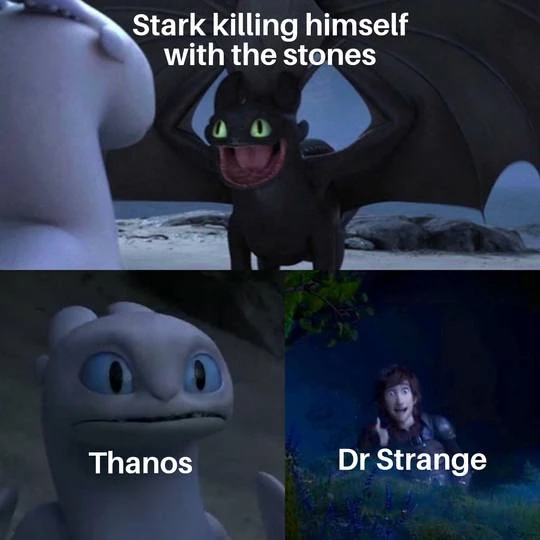 Stark killing himself
with the stones
Thanos
Dr Strange